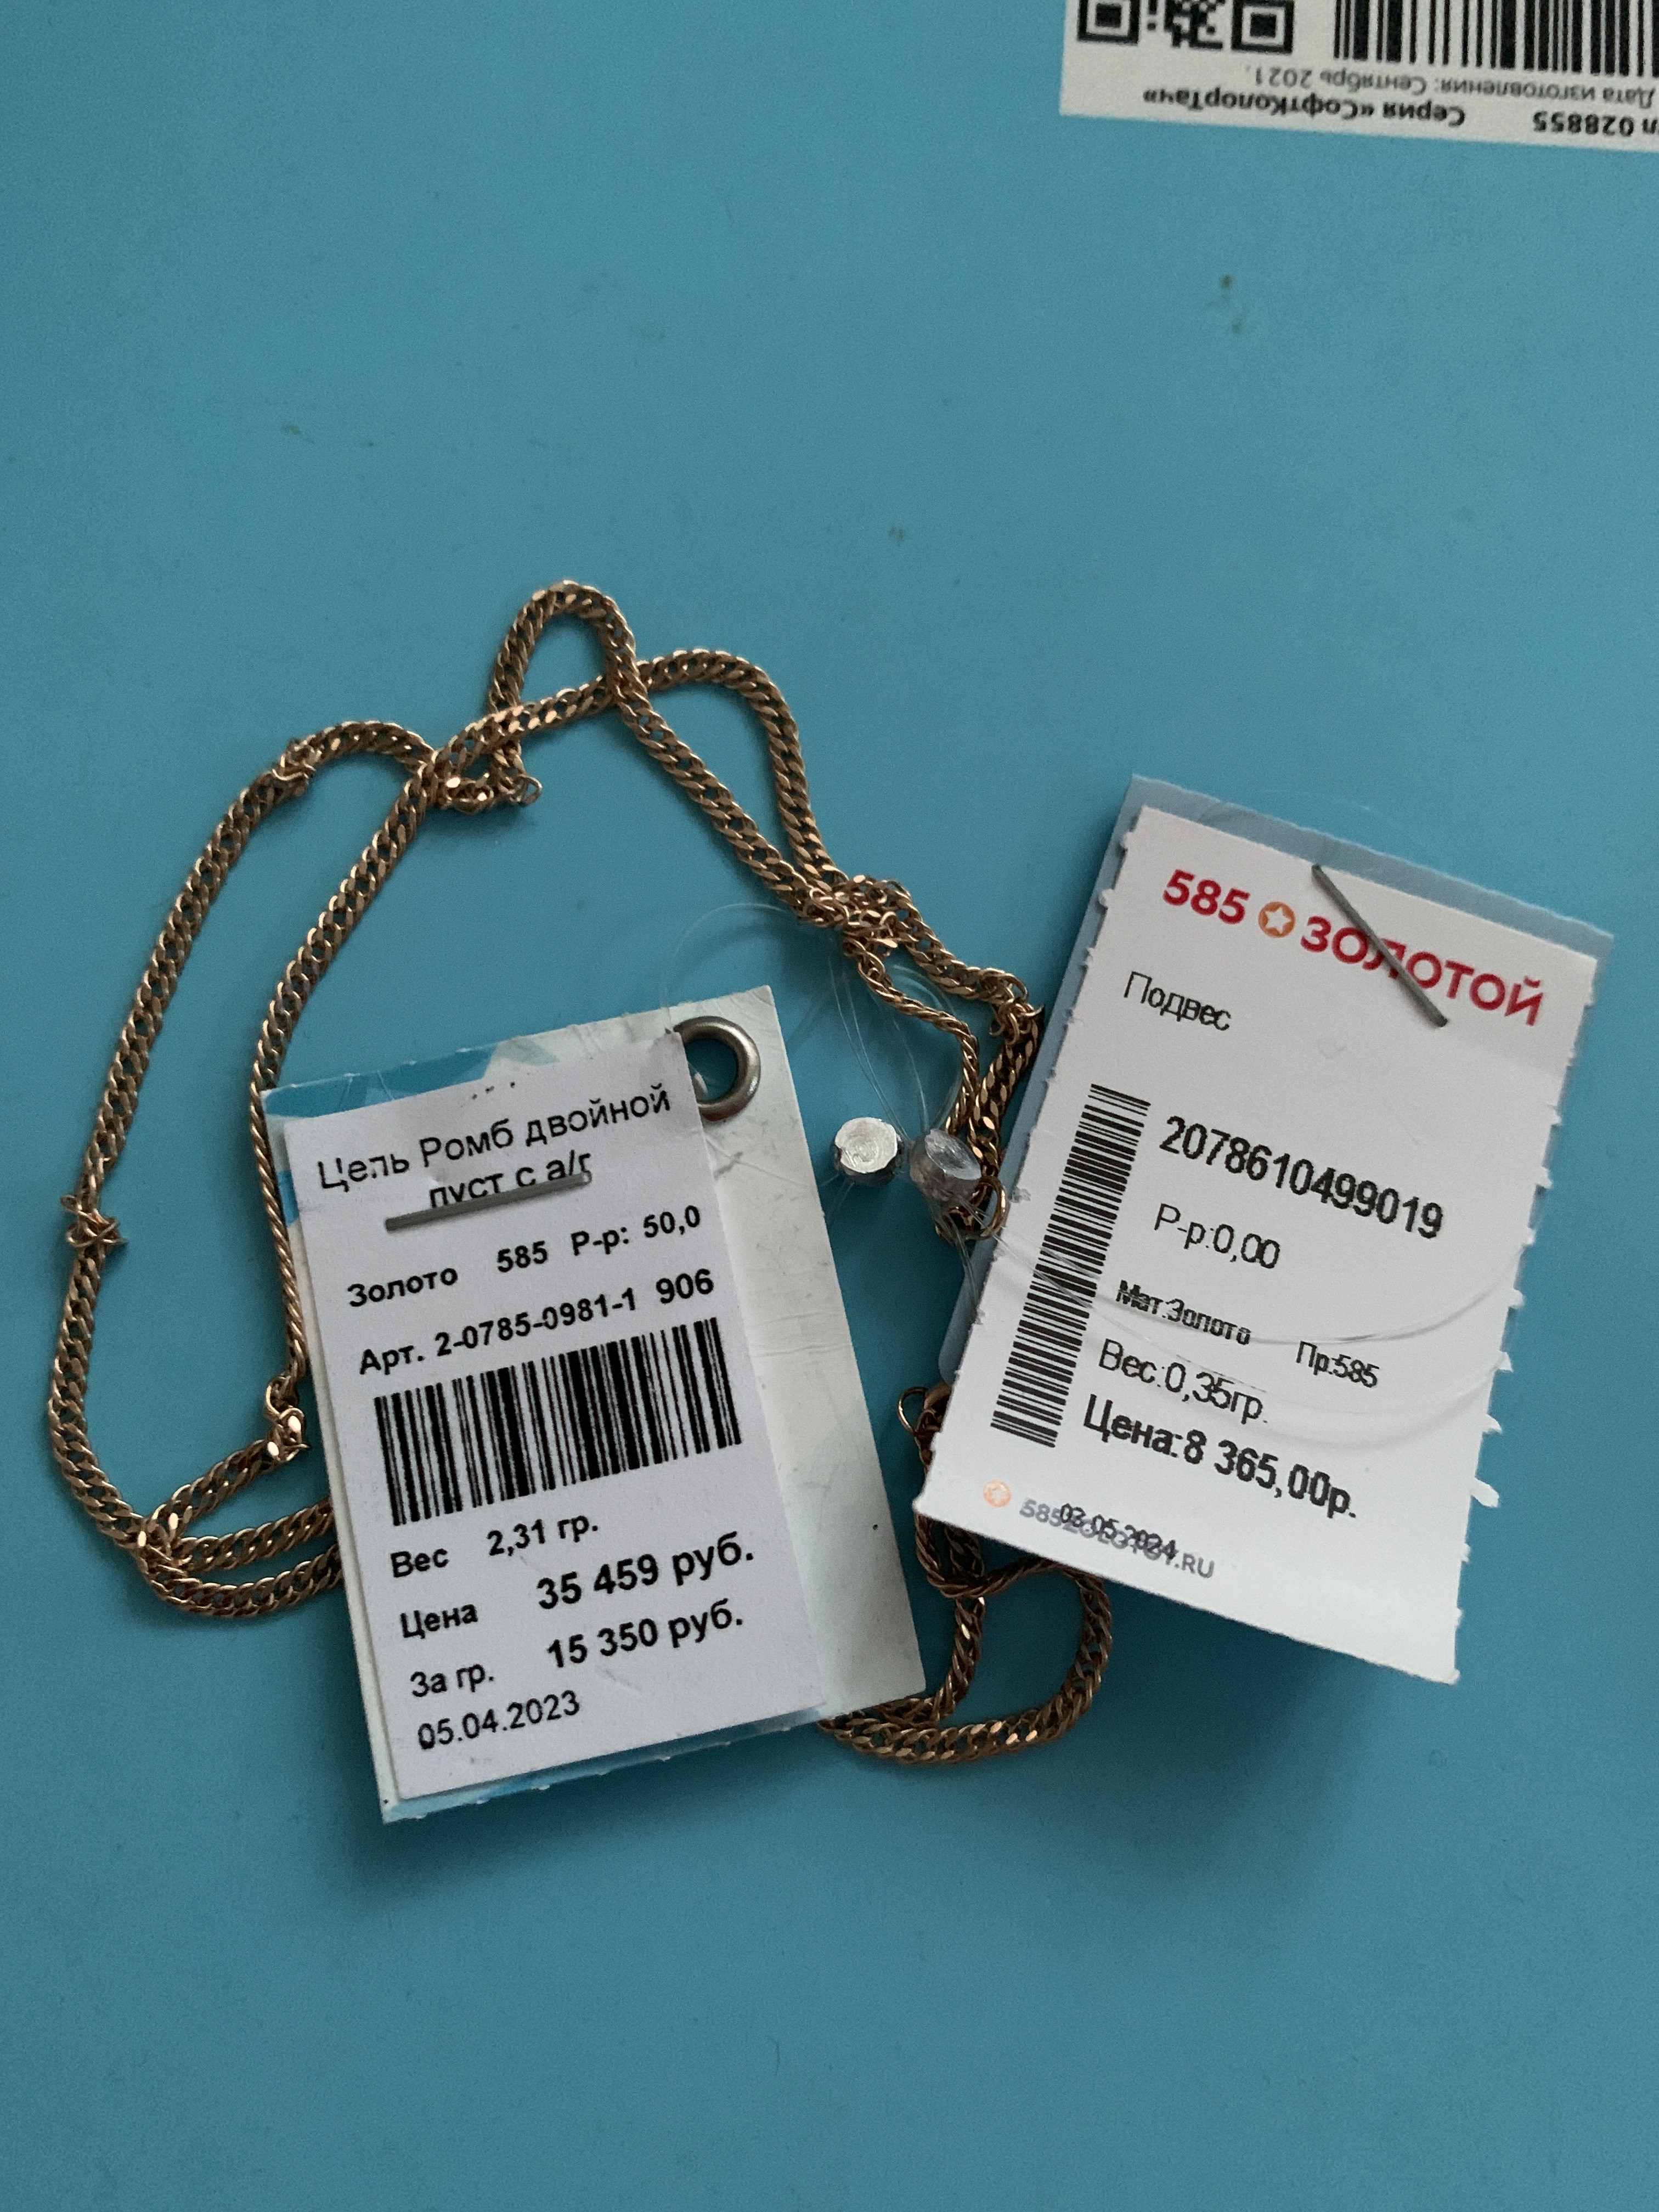 л 028855 Серия «СофтКолорТач»
Дата изготовления: Сентябрь 2021.
Цепь Ромб двойной
пуст с а/г
Золото 585 Р-р: 50,0
Арт. 2-0785-0981-1 906
Вес 2,31 гр.
Цена 35 459 руб.
За гр. 15 350 руб.
05.04.2023
585 ЗОЛОТОЙ
Подвес
2078610499019
Р-р:0,00
Мат:Золото Пр:585
Вес:0,35гр.
Цена:8 365,00р.
03.05.2024
585ZOLOTOY.RU